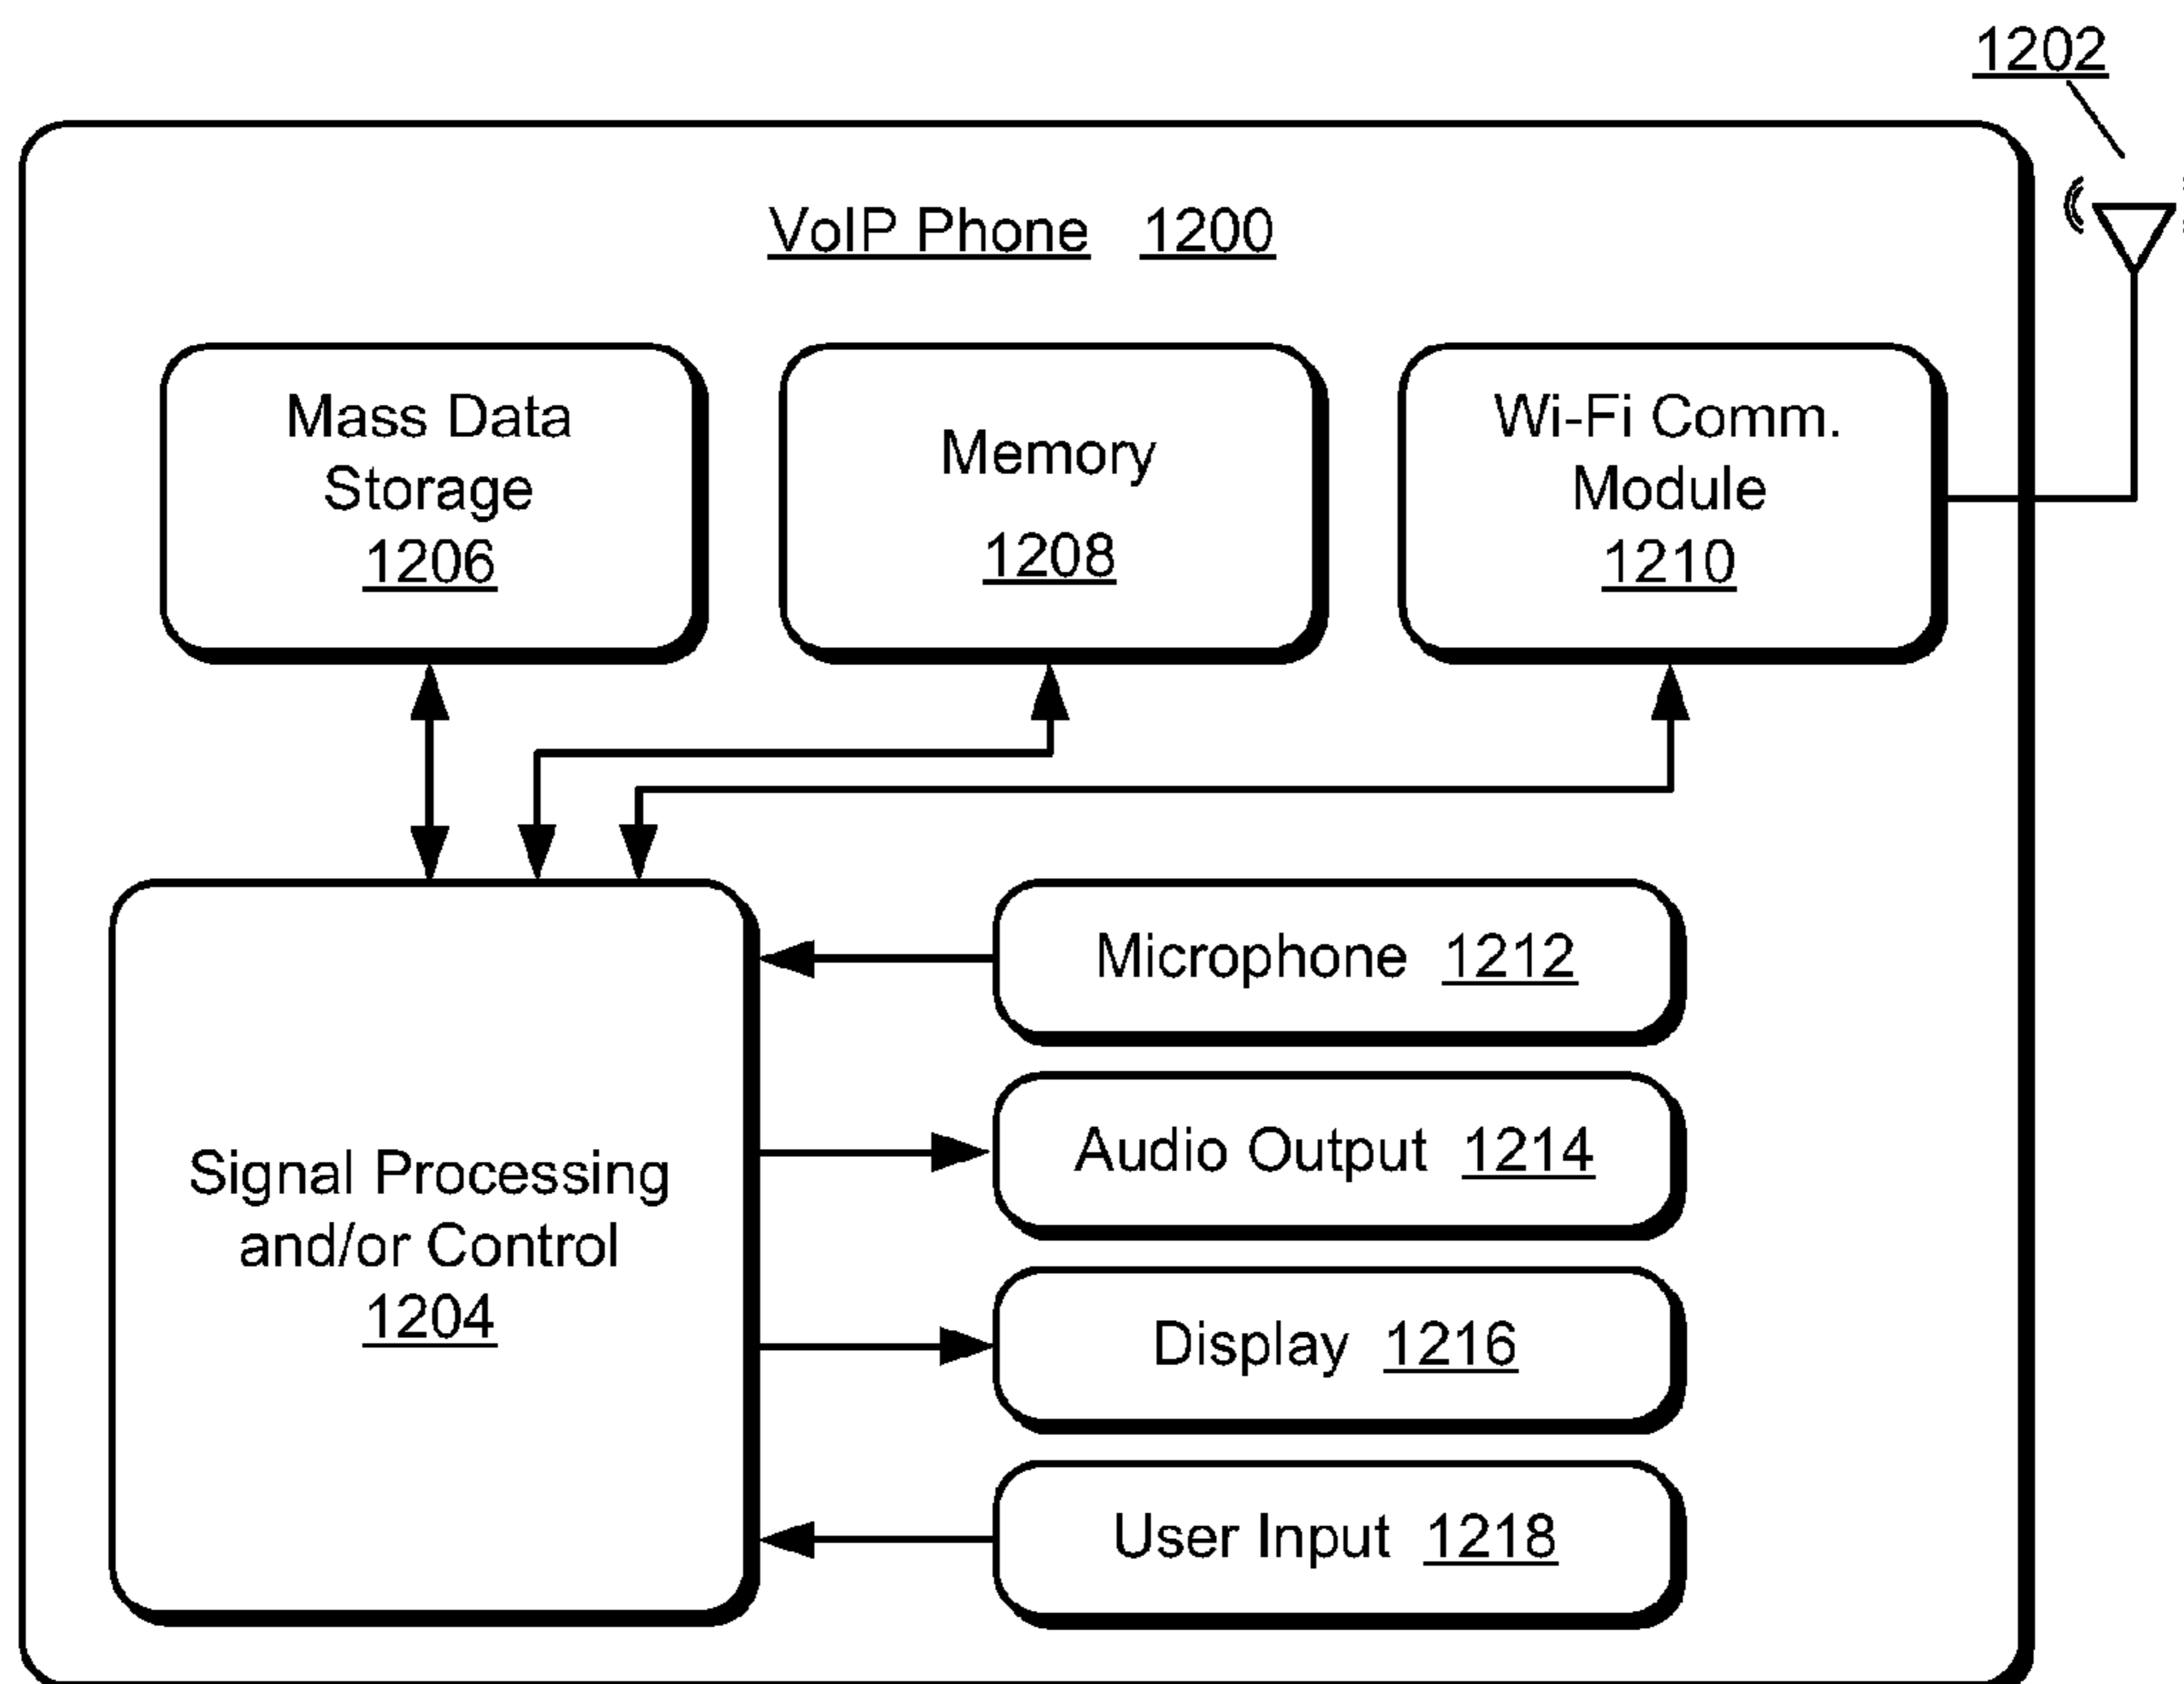 1202
VoIP Phone 1200
Mass Data
Storage
1206
Memory
1208
Wi-Fi Comm.
Module
1210
Signal Processing
and/or Control
1204
Microphone 1212
Audio Output 1214
Display 1216
User Input 1218